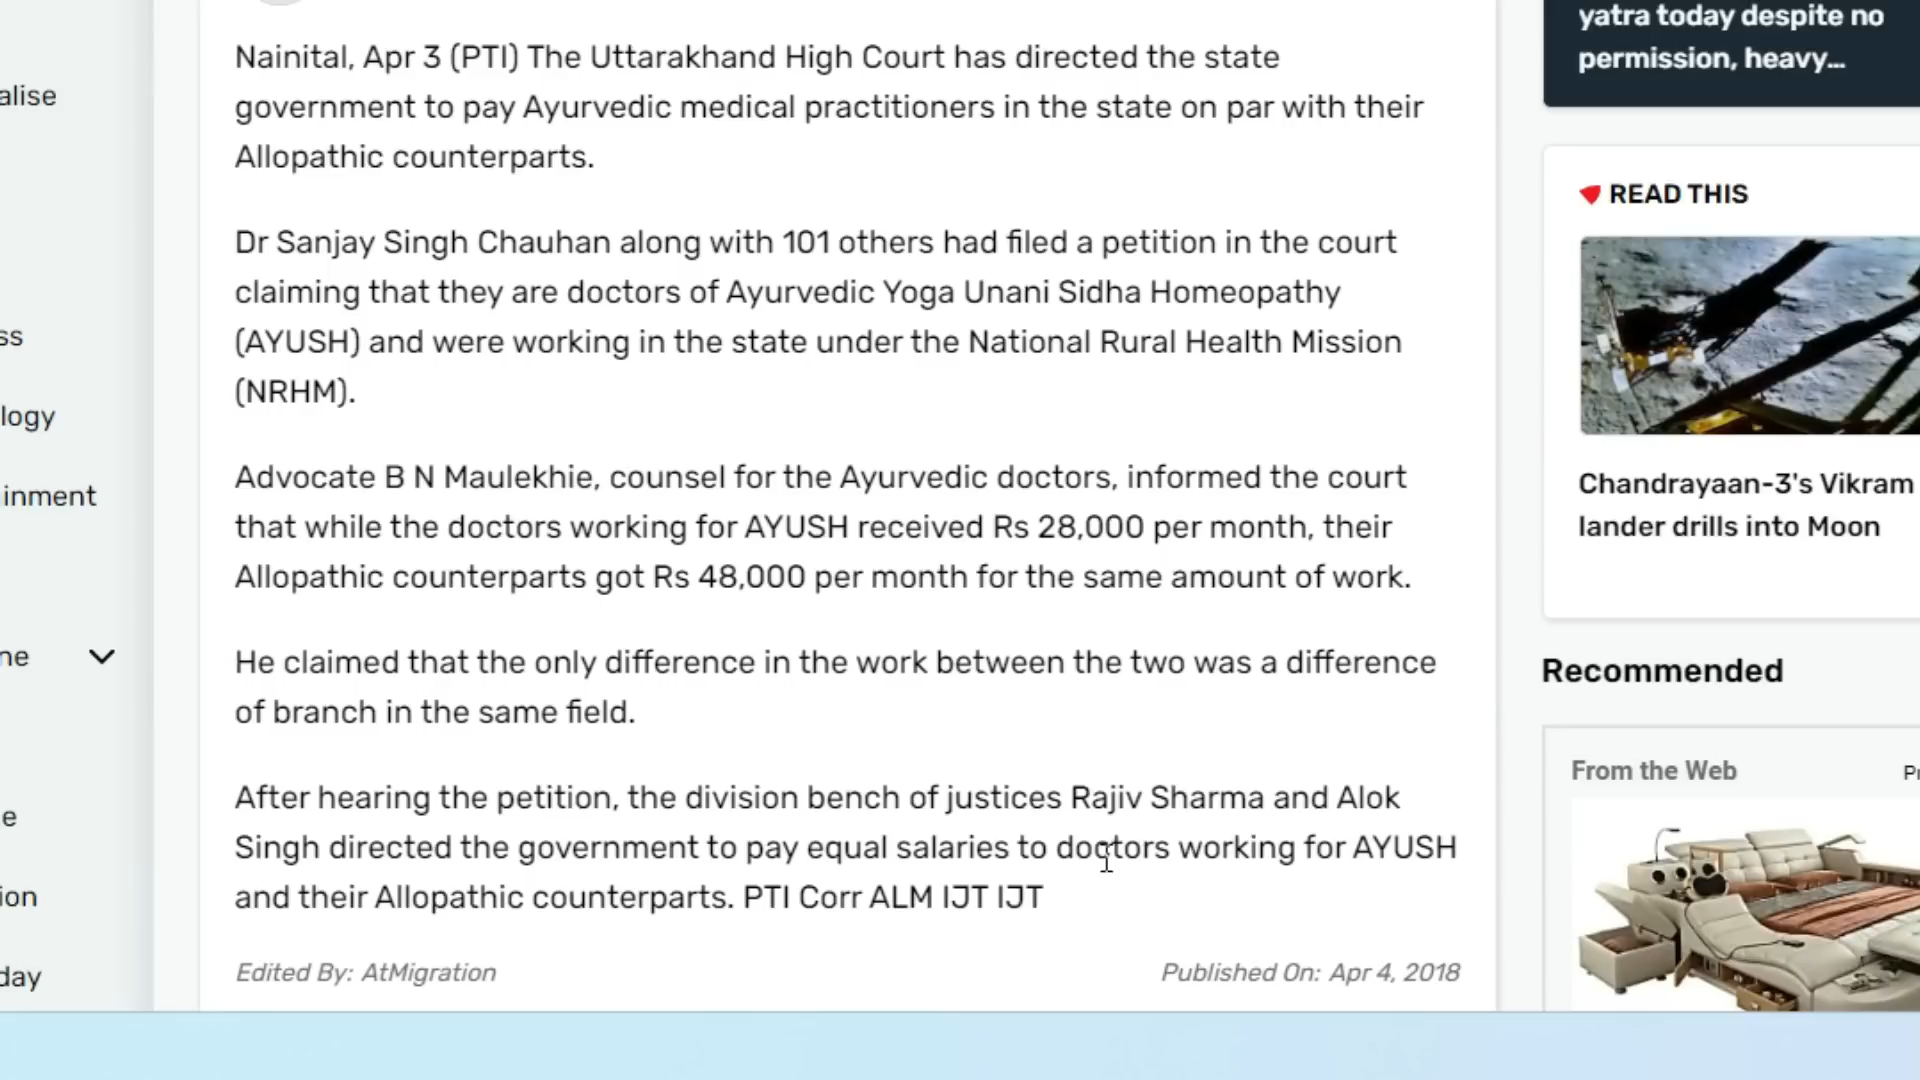 yatra today despite no
permission, heavy...
alise
ss
logy
inment
ne
e
ion
day
Nainital, Apr 3 (PTI) The Uttarakhand High Court has directed the state
government to pay Ayurvedic medical practitioners in the state on par with their
Allopathic counterparts.
Dr Sanjay Singh Chauhan along with 101 others had filed a petition in the court
claiming that they are doctors of Ayurvedic Yoga Unani Sidha Homeopathy
(AYUSH) and were working in the state under the National Rural Health Mission
(NRHM).
Advocate B N Maulekhie, counsel for the Ayurvedic doctors, informed the court
that while the doctors working for AYUSH received Rs 28,000 per month, their
Allopathic counterparts got Rs 48,000 per month for the same amount of work.
He claimed that the only difference in the work between the two was a difference
of branch in the same field.
After hearing the petition, the division bench of justices Rajiv Sharma and Alok
Singh directed the government to pay equal salaries to doctors working for AYUSH
and their Allopathic counterparts. PTI Corr ALM IJT IJT
Edited By: AtMigration
Published On: Apr 4, 2018
READ THIS
Chandrayaan-3's Vikram
lander drills into Moon
Recommended
From the Web
Pr